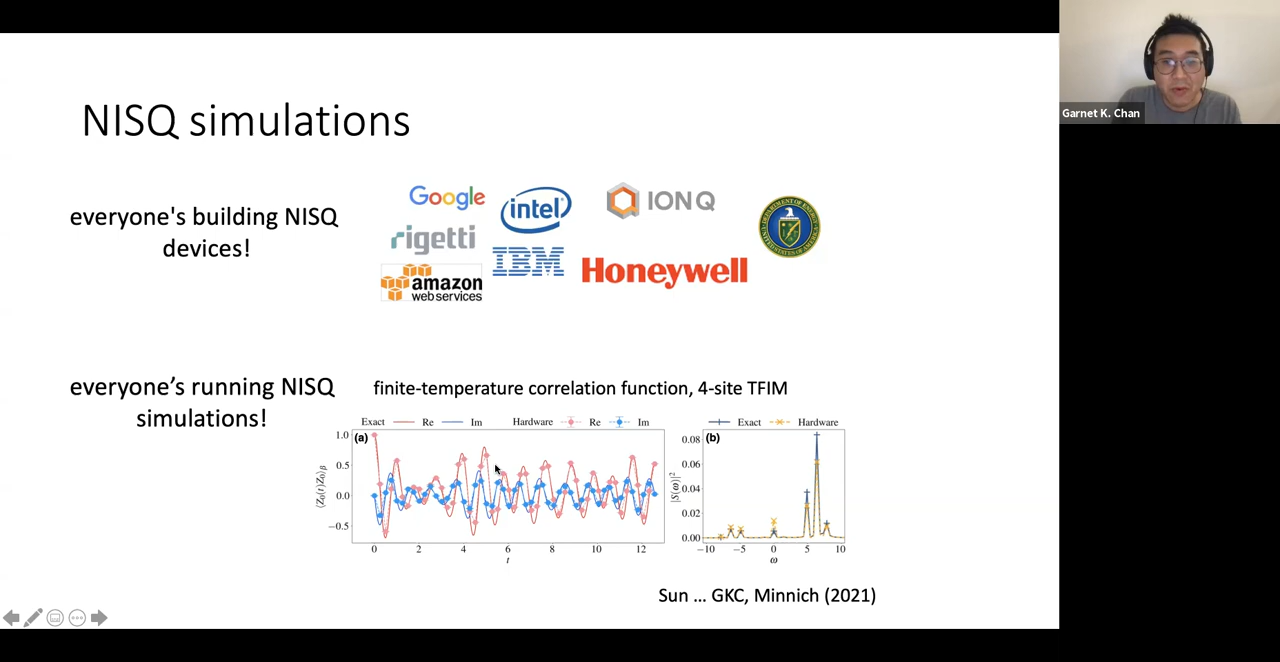 Garnet K. Chan
NISQ simulations
everyone's building NISQ
devices!
Google
intel
IONQ
rigetti
IBM
Honeywell
amazon
web services
everyone’s running NISQ
simulations!
finite-temperature correlation function, 4-site TFIM
Exact Re Im Hardware Re Im
(a)
1.0
0.5
0.0
−0.5
⟨Z₀(t)Z₀⟩β
0 2 4 6 8 10 12
t
Exact Hardware
(b)
0.08
0.06
0.04
0.02
0.00
|S(ω)|²
−10 −5 0 5 10
ω
Sun ... GKC, Minnich (2021)